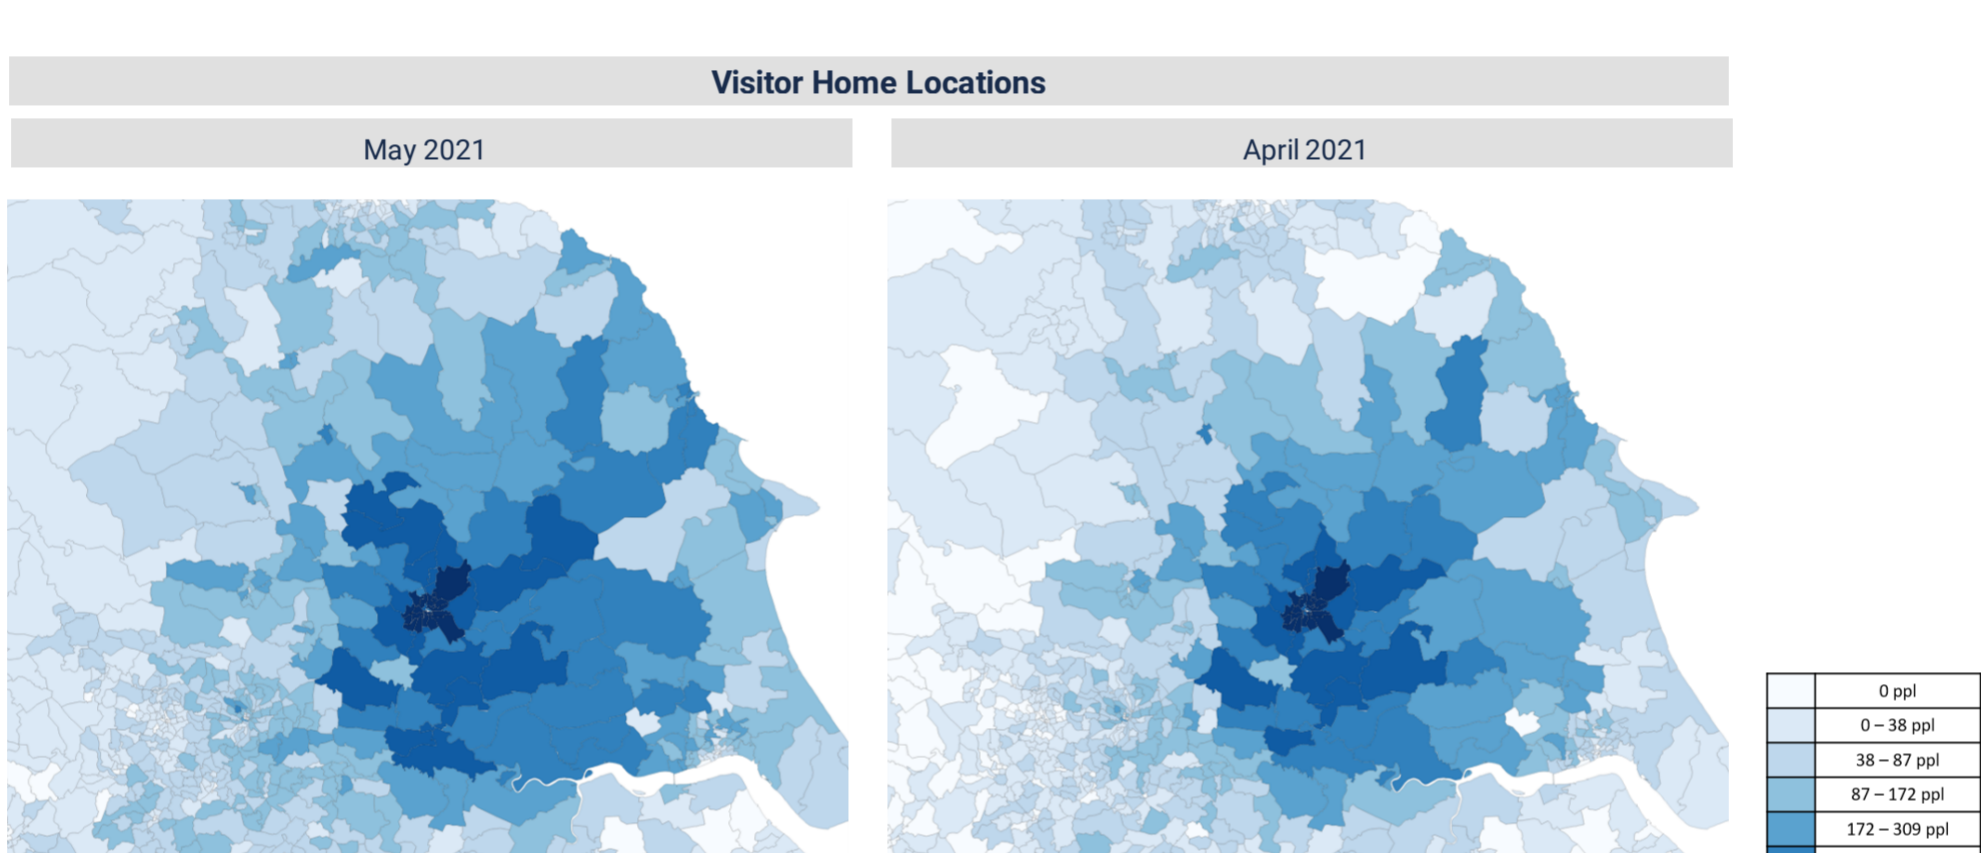 Visitor Home Locations
May 2021
April 2021
0 ppl
0 – 38 ppl
38 – 87 ppl
87 – 172 ppl
172 – 309 ppl